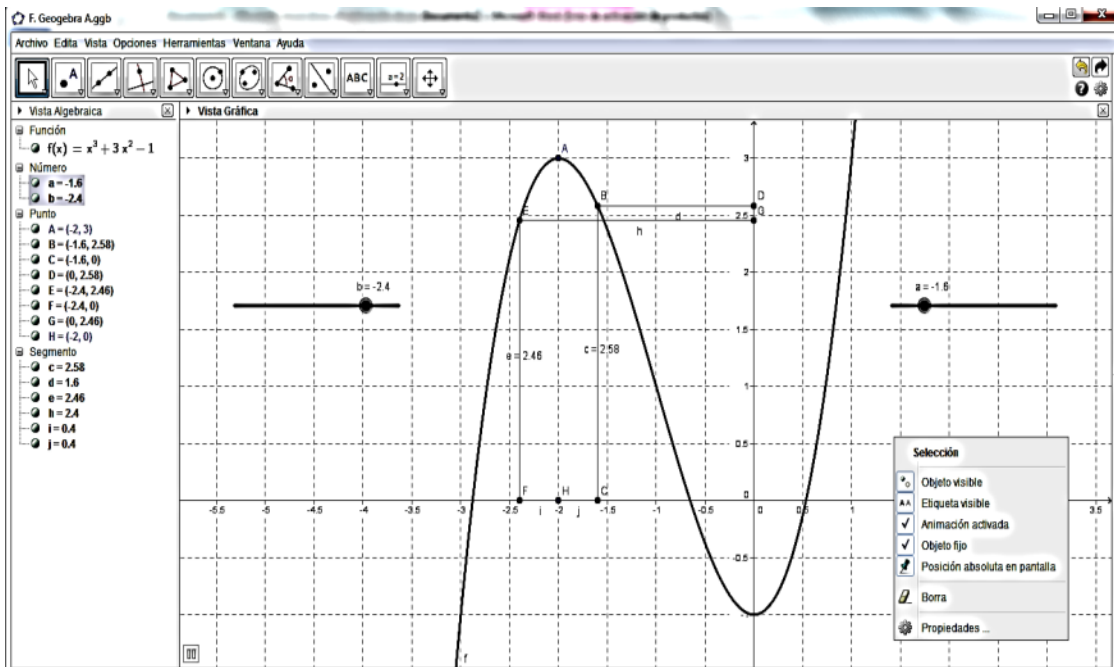 F. Geogebra A.ggb
Archivo Edita Vista Opciones Herramientas Ventana Ayuda
A
ABC
a=2
Vista Algebraica
Vista Gráfica
Función
f(x) = x³ + 3 x² − 1
Número
a = -1.6
b = -2.4
Punto
A = (-2, 3)
B = (-1.6, 2.58)
C = (-1.6, 0)
D = (0, 2.58)
E = (-2.4, 2.46)
F = (-2.4, 0)
G = (0, 2.46)
H = (-2, 0)
Segmento
c = 2.58
d = 1.6
e = 2.46
h = 2.4
i = 0.4
j = 0.4
3
A
B
D
2.5
E
G
d
h
2
b = -2.4
a = -1.6
1.5
e = 2.46
c = 2.58
1
0.5
F
H
C
0
-5.5
-5
-4.5
-4
-3.5
-3
-2.5
i
-2
j
-1.5
-1
-0.5
0
0.5
1
3.5
-0.5
f
Selección
Objeto visible
AA Etiqueta visible
Animación activada
Objeto fijo
Posición absoluta en pantalla
Borra
Propiedades ...